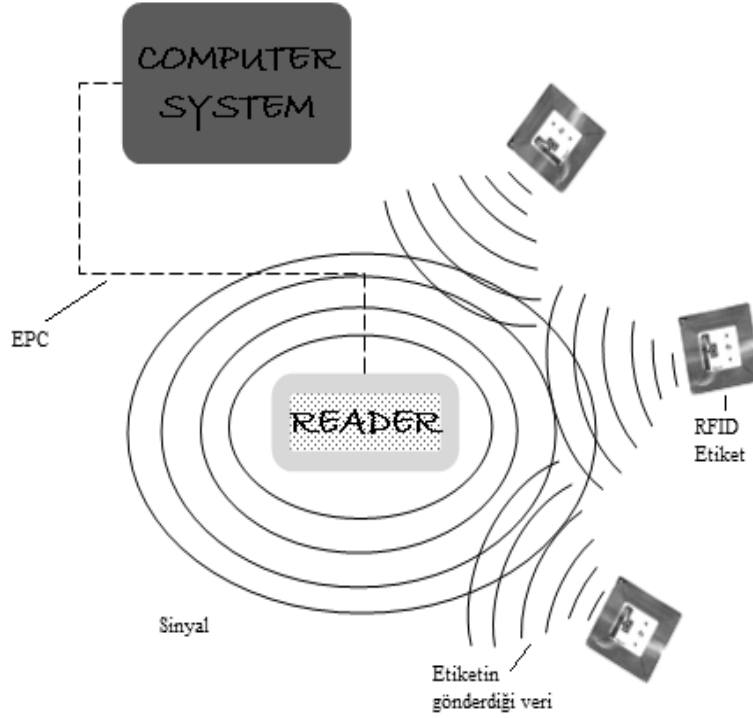 COMPUTER
SYSTEM
EPC
READER
RFID
Etiket
Sinyal
Etiketin
gönderdiği veri